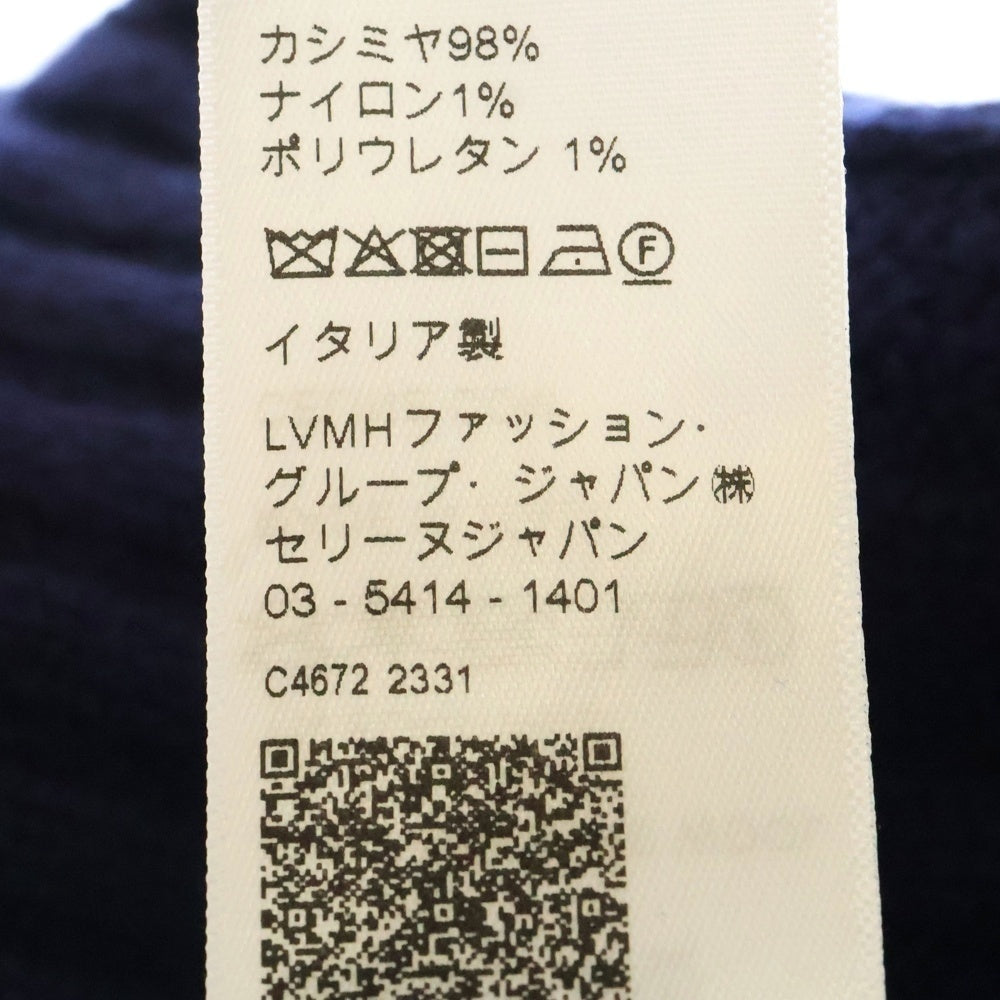 カシミヤ98%
ナイロン1%
ポリウレタン 1%
F
イタリア製
LVMHファッション・
グループ・ジャパン㈱
セリーヌジャパン
03 - 5414 - 1401
C4672 2331